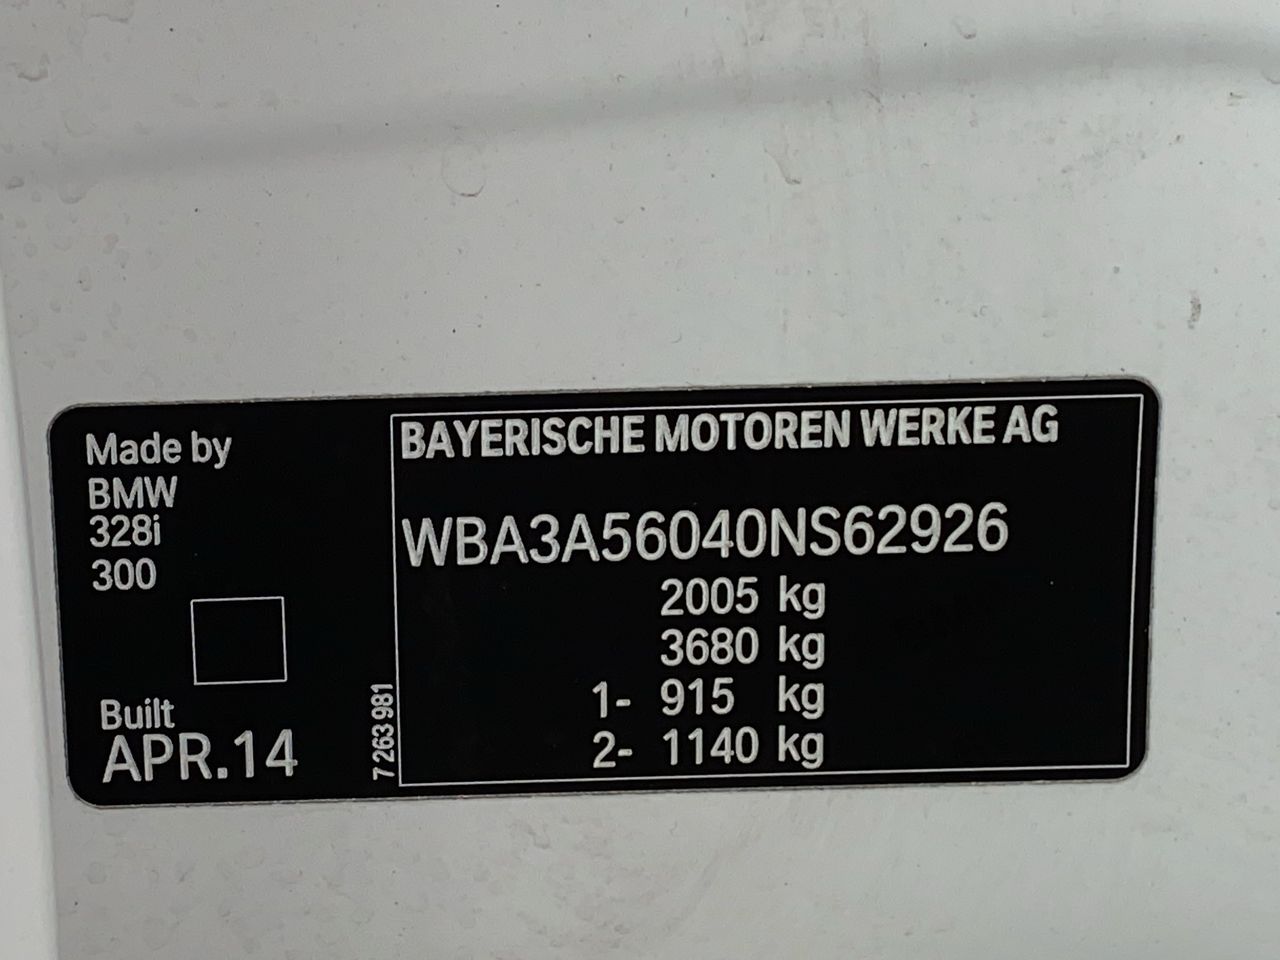 Made by
BMW
328i
300
Built
APR.14
7 263 981
BAYERISCHE MOTOREN WERKE AG
WBA3A56040NS62926
2005 kg
3680 kg
1- 915 kg
2- 1140 kg